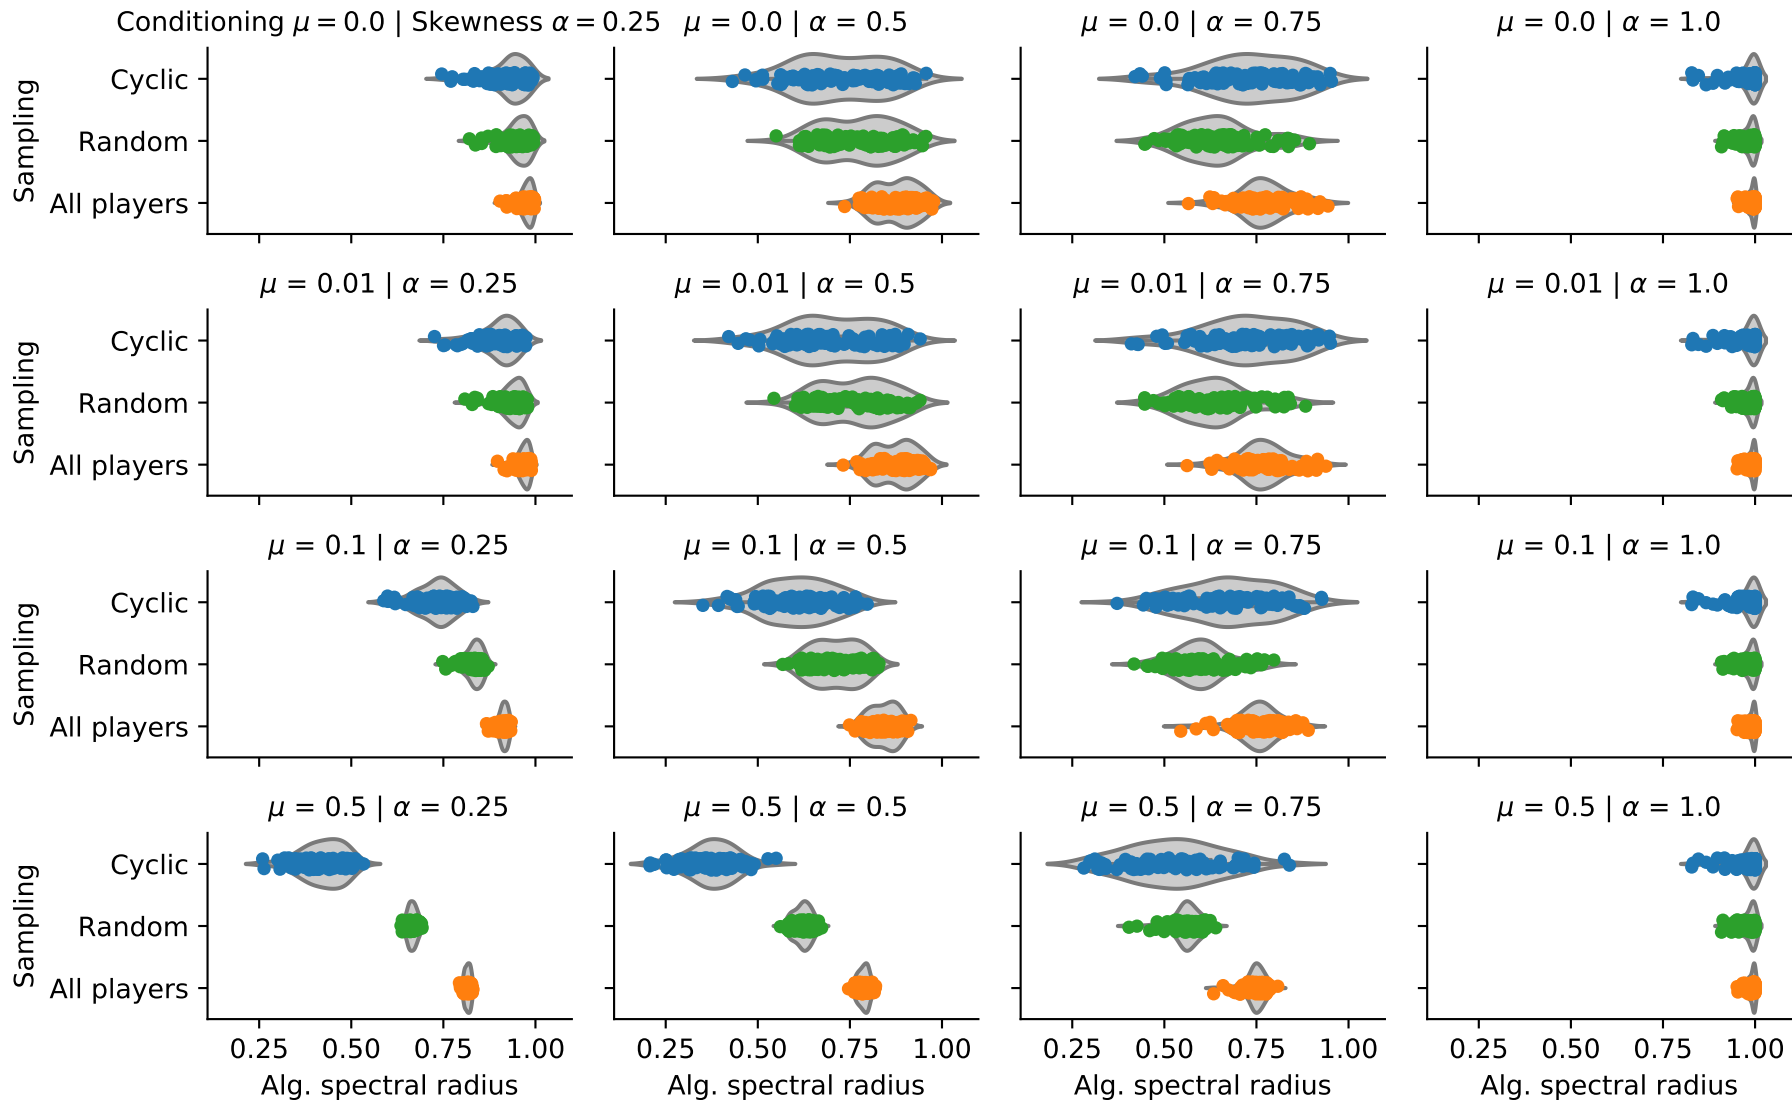 Conditioning μ = 0.0 | Skewness α = 0.25
μ = 0.0 | α = 0.5
μ = 0.0 | α = 0.75
μ = 0.0 | α = 1.0
Sampling
Cyclic
Random
All players
μ = 0.01 | α = 0.25
μ = 0.01 | α = 0.5
μ = 0.01 | α = 0.75
μ = 0.01 | α = 1.0
Sampling
Cyclic
Random
All players
μ = 0.1 | α = 0.25
μ = 0.1 | α = 0.5
μ = 0.1 | α = 0.75
μ = 0.1 | α = 1.0
Sampling
Cyclic
Random
All players
μ = 0.5 | α = 0.25
μ = 0.5 | α = 0.5
μ = 0.5 | α = 0.75
μ = 0.5 | α = 1.0
Sampling
Cyclic
Random
All players
0.25 0.50 0.75 1.00
0.25 0.50 0.75 1.00
0.25 0.50 0.75 1.00
0.25 0.50 0.75 1.00
Alg. spectral radius
Alg. spectral radius
Alg. spectral radius
Alg. spectral radius